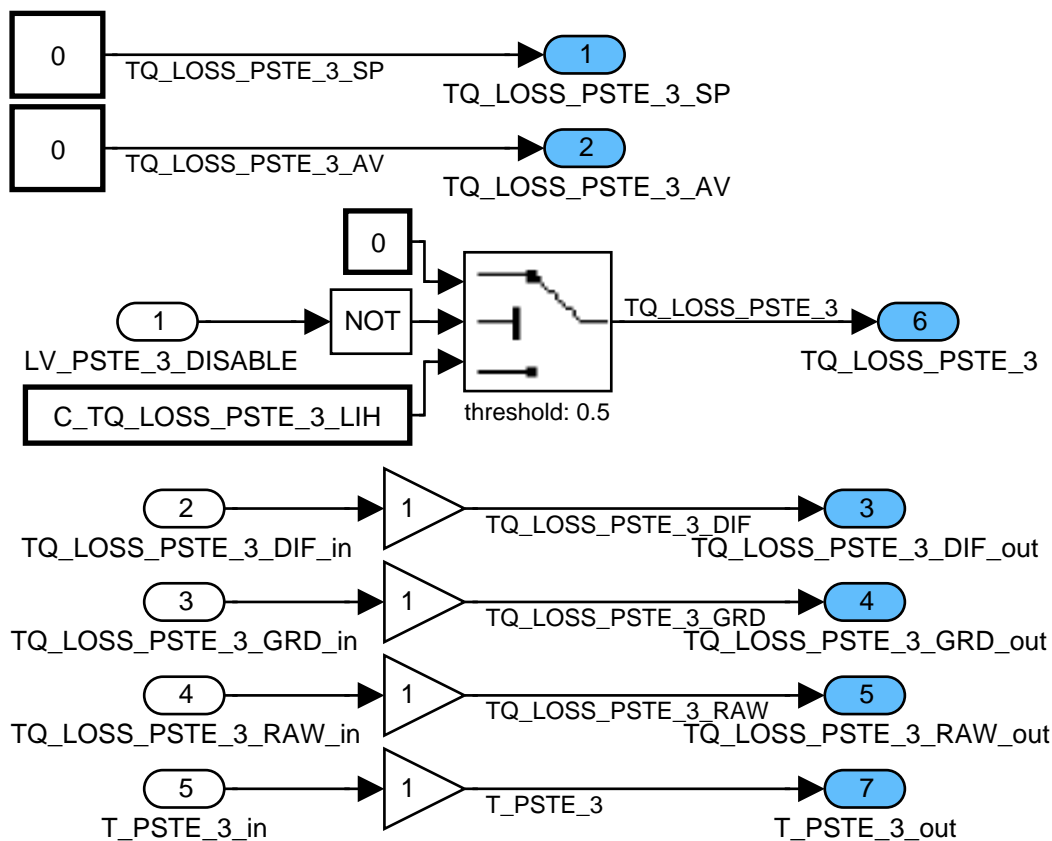 0
TQ_LOSS_PSTE_3_SP
1
TQ_LOSS_PSTE_3_SP
0
TQ_LOSS_PSTE_3_AV
2
TQ_LOSS_PSTE_3_AV
0
1
LV_PSTE_3_DISABLE
NOT
TQ_LOSS_PSTE_3
6
TQ_LOSS_PSTE_3
C_TQ_LOSS_PSTE_3_LIH
threshold: 0.5
2
TQ_LOSS_PSTE_3_DIF_in
1
TQ_LOSS_PSTE_3_DIF
3
TQ_LOSS_PSTE_3_DIF_out
3
TQ_LOSS_PSTE_3_GRD_in
1
TQ_LOSS_PSTE_3_GRD
4
TQ_LOSS_PSTE_3_GRD_out
4
TQ_LOSS_PSTE_3_RAW_in
1
TQ_LOSS_PSTE_3_RAW
5
TQ_LOSS_PSTE_3_RAW_out
5
T_PSTE_3_in
1
T_PSTE_3
7
T_PSTE_3_out